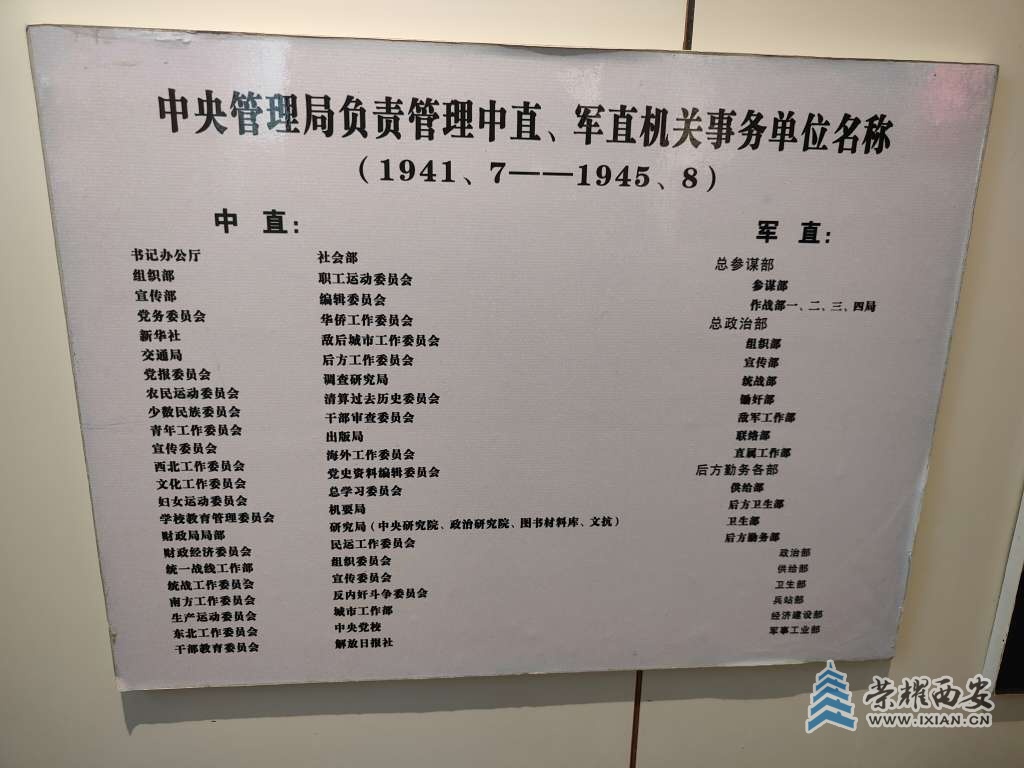 中央管理局负责管理中直、军直机关事务单位名称
（1941、7——1945、8）
中 直：
书记办公厅
组织部
宣传部
党务委员会
新华社
交通局
党报委员会
农民运动委员会
少数民族委员会
青年工作委员会
宣传委员会
西北工作委员会
文化工作委员会
妇女运动委员会
学校教育管理委员会
财政局局部
财政经济委员会
统一战线工作部
统战工作委员会
南方工作委员会
生产运动委员会
东北工作委员会
干部教育委员会
社会部
职工运动委员会
编辑委员会
华侨工作委员会
敌后城市工作委员会
后方工作委员会
调查研究局
清算过去历史委员会
干部审查委员会
出版局
海外工作委员会
党史资料编辑委员会
总学习委员会
机要局
研究局（中央研究院、政治研究院、图书材料库、文抗）
民运工作委员会
组织委员会
宣传委员会
反内奸斗争委员会
城市工作部
中央党校
解放日报社
军 直：
总参谋部
参谋部
作战部一、二、三、四局
总政治部
组织部
宣传部
统战部
锄奸部
敌军工作部
联络部
直属工作部
后方勤务各部
供给部
后方卫生部
卫生部
后方勤务部
政治部
供给部
卫生部
兵站部
经济建设部
军事工业部
荣耀西安
WWW.IXIAN.CN